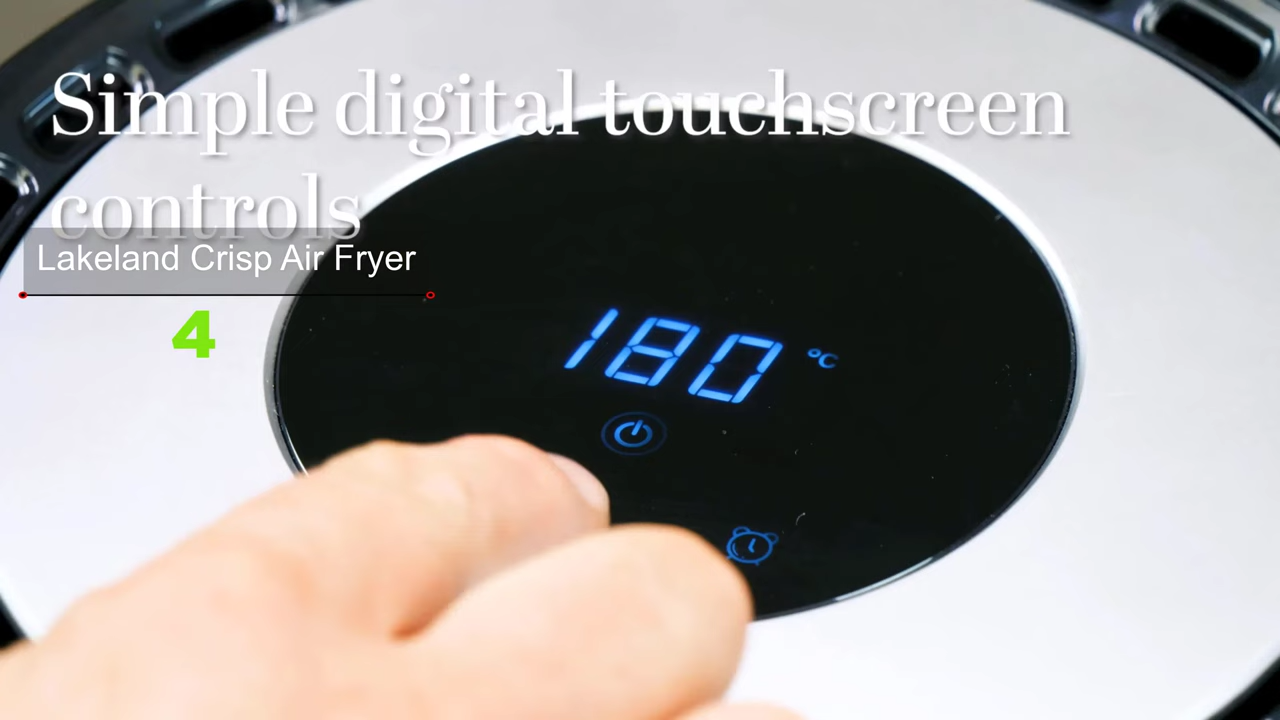 Simple digital touchscreen
controls
Lakeland Crisp Air Fryer
4
180 °C